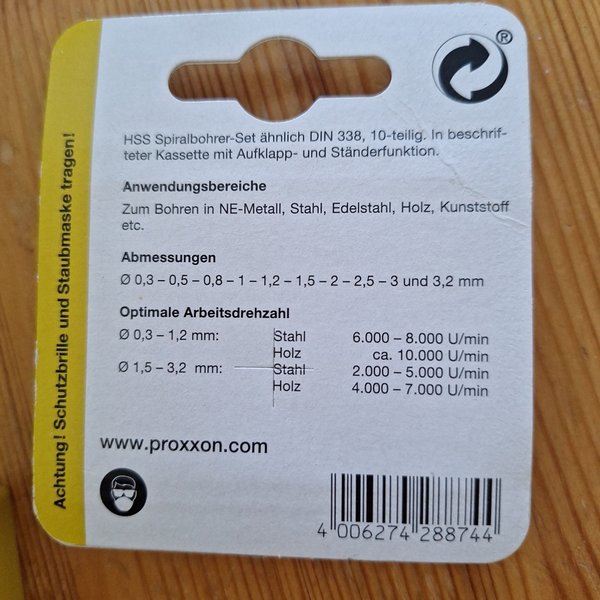 ®
HSS Spiralbohrer-Set ähnlich DIN 338, 10-teilig. In beschrif-
teter Kassette mit Aufklapp- und Ständerfunktion.
Anwendungsbereiche
Zum Bohren in NE-Metall, Stahl, Edelstahl, Holz, Kunststoff
etc.
Abmessungen
Ø 0,3 – 0,5 – 0,8 – 1 – 1,2 – 1,5 – 2 – 2,5 – 3 und 3,2 mm
Optimale Arbeitsdrehzahl
Ø 0,3 – 1,2 mm: Stahl 6.000 – 8.000 U/min
Holz ca. 10.000 U/min
Ø 1,5 – 3,2 mm: Stahl 2.000 – 5.000 U/min
Holz 4.000 – 7.000 U/min
www.proxxon.com
4 006274 288744
Achtung! Schutzbrille und Staubmaske tragen!